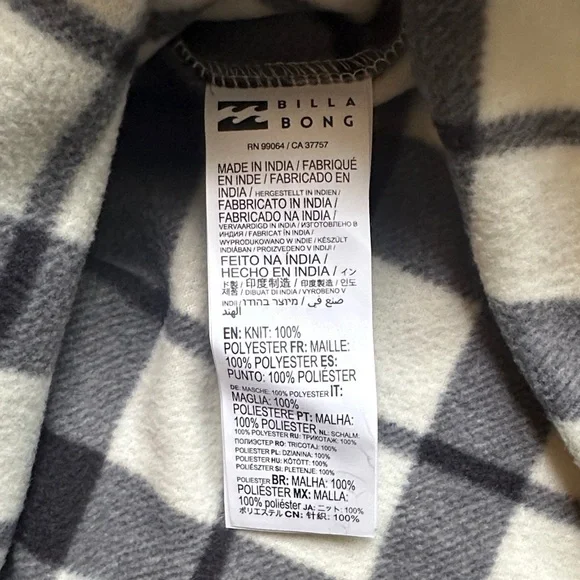 BILLA
BONG
RN 99064 / CA 37757
MADE IN INDIA / FABRIQUÉ
EN INDE / FABRICADO EN
INDIA / HERGESTELLT IN INDIEN /
FABBRICATO IN INDIA /
FABRICADO NA INDIA /
VERVAARDIGD IN INDIA / ИЗГОТОВЛЕНО В
ИНДИЯ / FABRICAT ÎN INDIA /
WYPRODUKOWANO W INDIE / KÉSZÜLT
INDIÁBAN / PROIZVEDENO V INDIJI /
FEITO NA ÍNDIA /
HECHO EN INDIA / イン
ド製 / 印度制造 / 印度製造 / 인도
재품 / DIBUAT DI INDIA / VYROBENO V
INDII / מיוצר בהודו / صنع في
الهند
EN: KNIT: 100%
POLYESTER FR: MAILLE:
100% POLYESTER ES:
PUNTO: 100% POLIÉSTER
DE: MASCHE: 100% POLYESTER IT:
MAGLIA: 100%
POLIESTERE PT: MALHA:
100% POLIESTER NL: SCHALM:
100% POLYESTER RU: ТРИКОТАЖ: 100%
ПОЛИЭСТЕР RO: TRICOTAJ: 100%
POLIESTER PL: DZIANINA: 100%
POLIESTER HU: KÖTÖTT: 100%
POLIÉSZTER SI: PLETENJE: 100%
POLIESTER BR: MALHA: 100%
POLIÉSTER MX: MALLA:
100% poliéster JA: ニット: 100%
ポリエステル CN: 针织: 100%